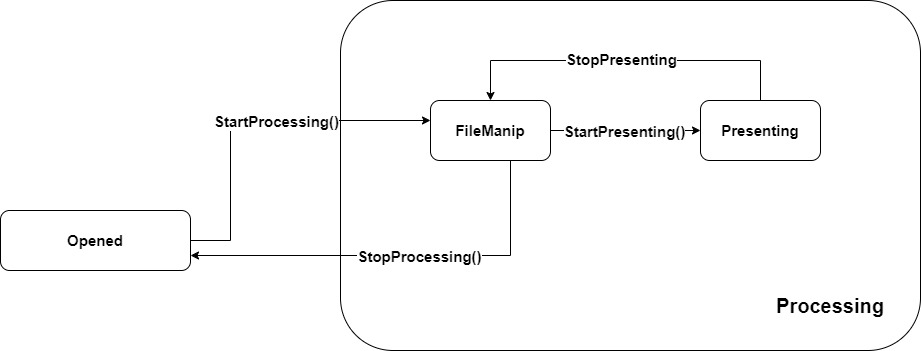 StopPresenting
StartProcessing()
FileManip
StartPresenting()
Presenting
Opened
StopProcessing()
Processing